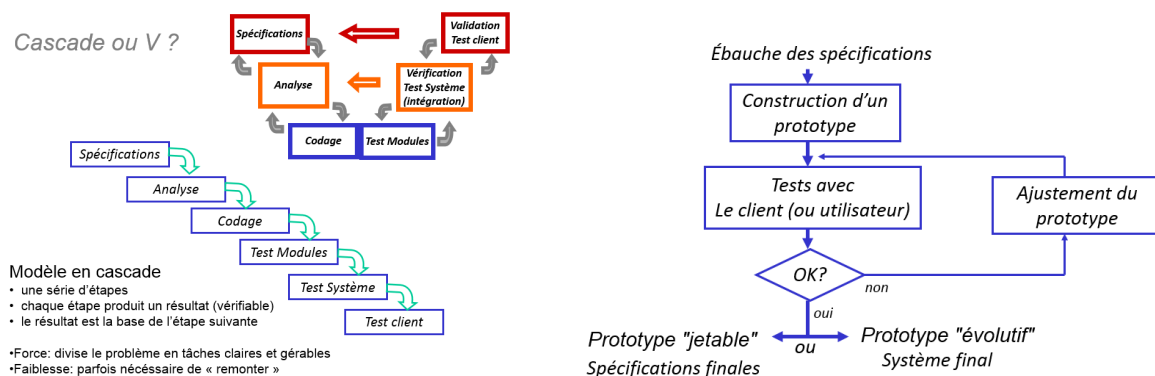 Cascade ou V ?
Spécifications
Validation
Test client
Analyse
Vérification
Test Système
(intégration)
Codage
Test Modules
Spécifications
Analyse
Codage
Test Modules
Test Système
Test client
Modèle en cascade
• une série d'étapes
• chaque étape produit un résultat (vérifiable)
• le résultat est la base de l'étape suivante
•Force: divise le problème en tâches claires et gérables
•Faiblesse: parfois nécéssaire de « remonter »
Ébauche des spécifications
Construction d'un
prototype
Tests avec
Le client (ou utilisateur)
Ajustement du
prototype
OK?
non
oui
Prototype "jetable"
Spécifications finales
ou
Prototype "évolutif"
Système final